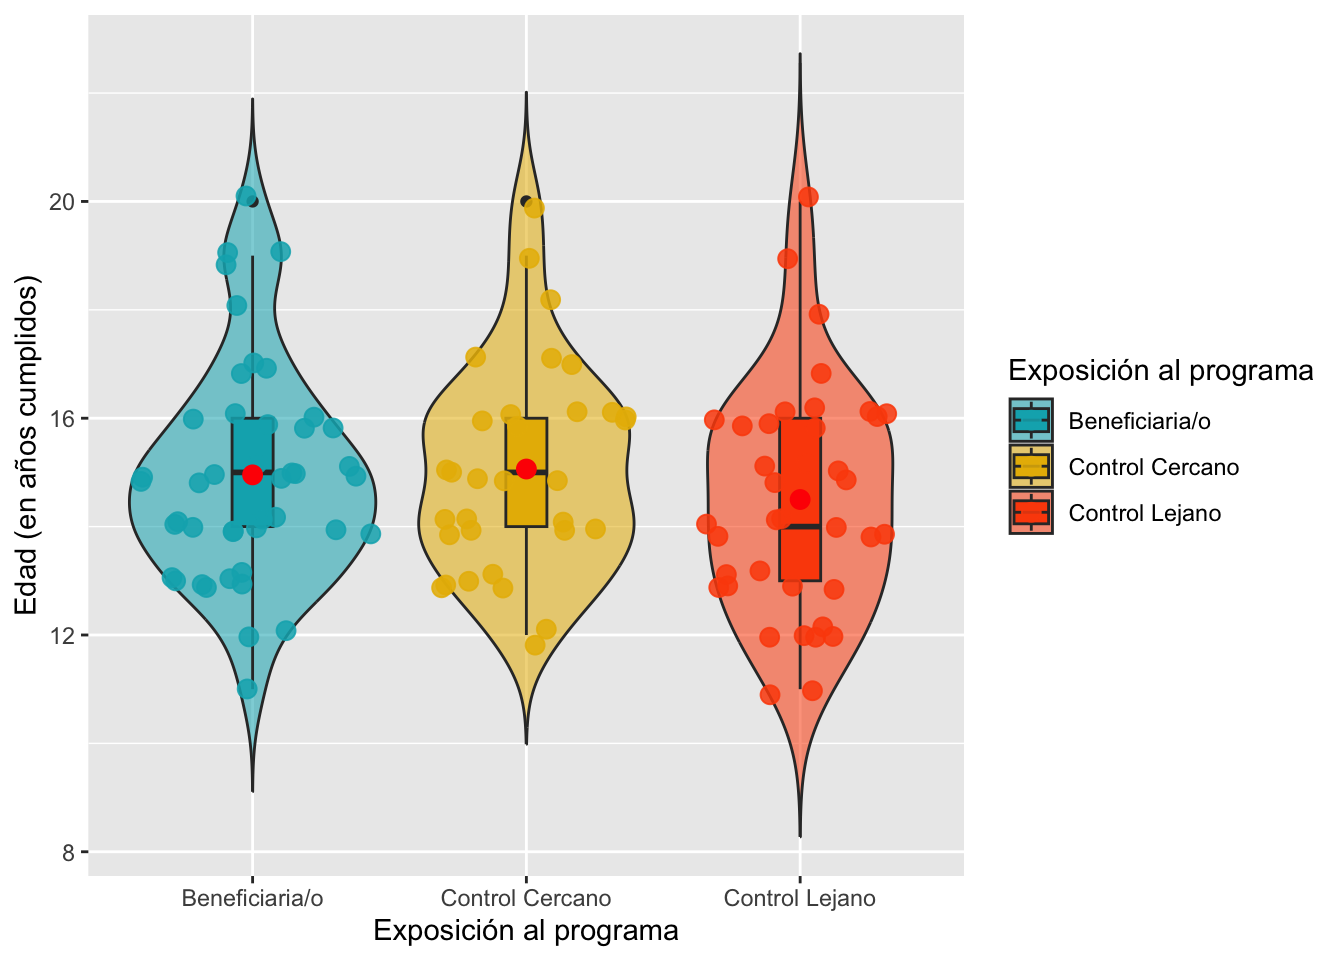 20
16
12
8
Edad (en años cumplidos)
Beneficiaria/o
Control Cercano
Control Lejano
Exposición al programa
Exposición al programa
Beneficiaria/o
Control Cercano
Control Lejano